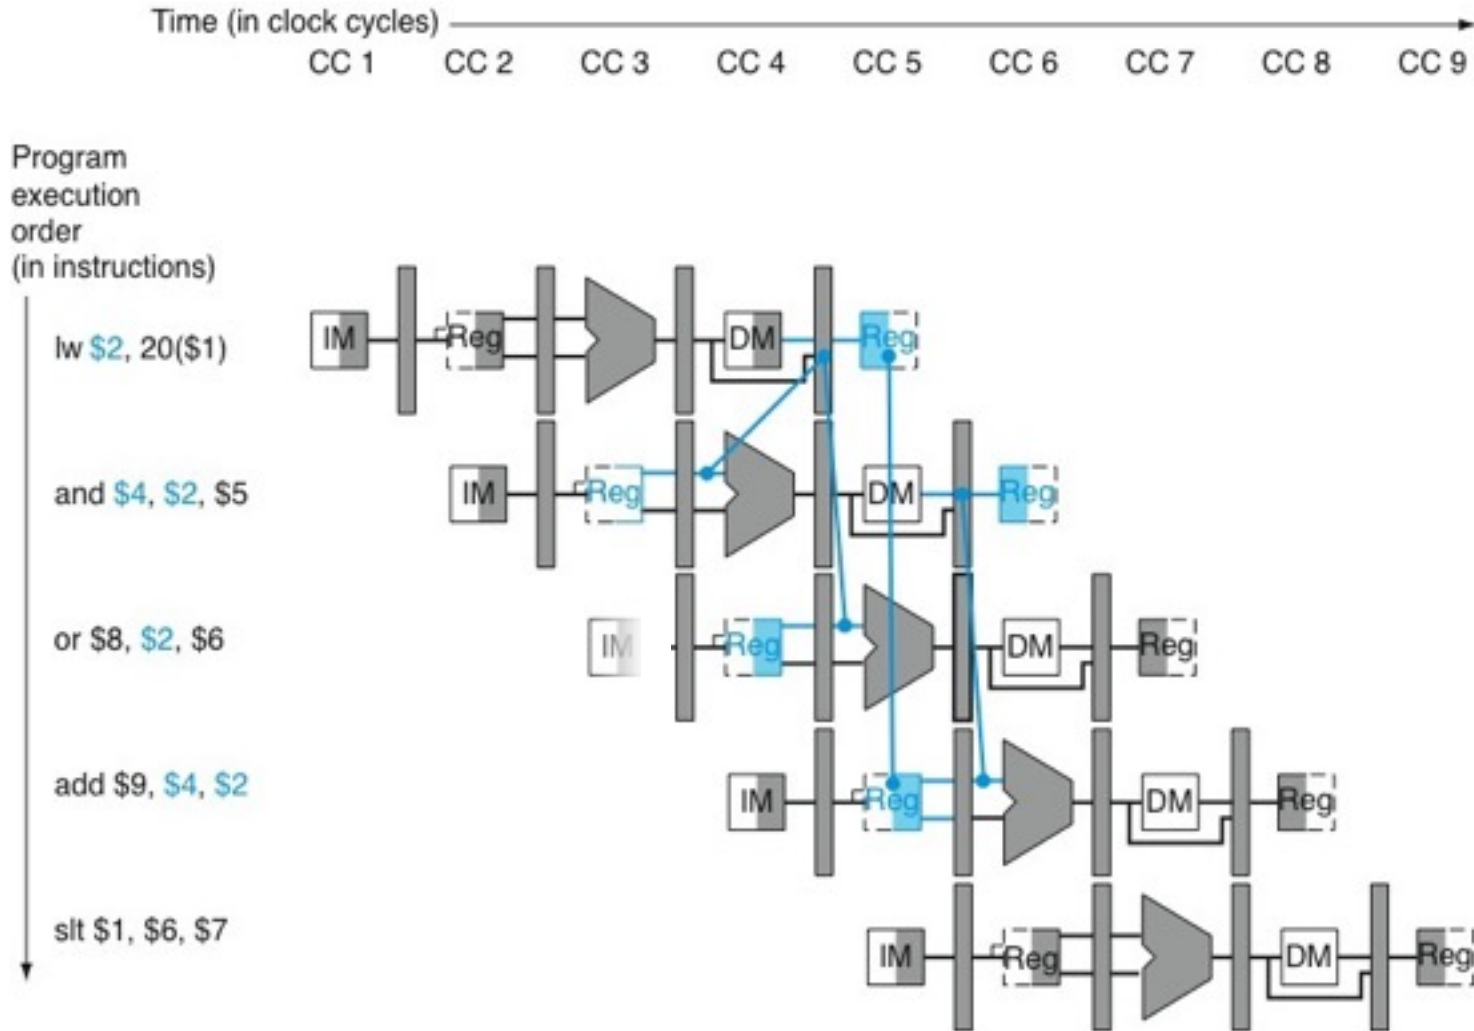 Time (in clock cycles)
CC 1 CC 2 CC 3 CC 4 CC 5 CC 6 CC 7 CC 8 CC 9
Program
execution
order
(in instructions)
lw $2, 20($1)
IM Reg DM Reg
and $4, $2, $5
IM Reg DM Reg
or $8, $2, $6
IM Reg DM Reg
add $9, $4, $2
IM Reg DM Reg
slt $1, $6, $7
IM Reg DM Reg